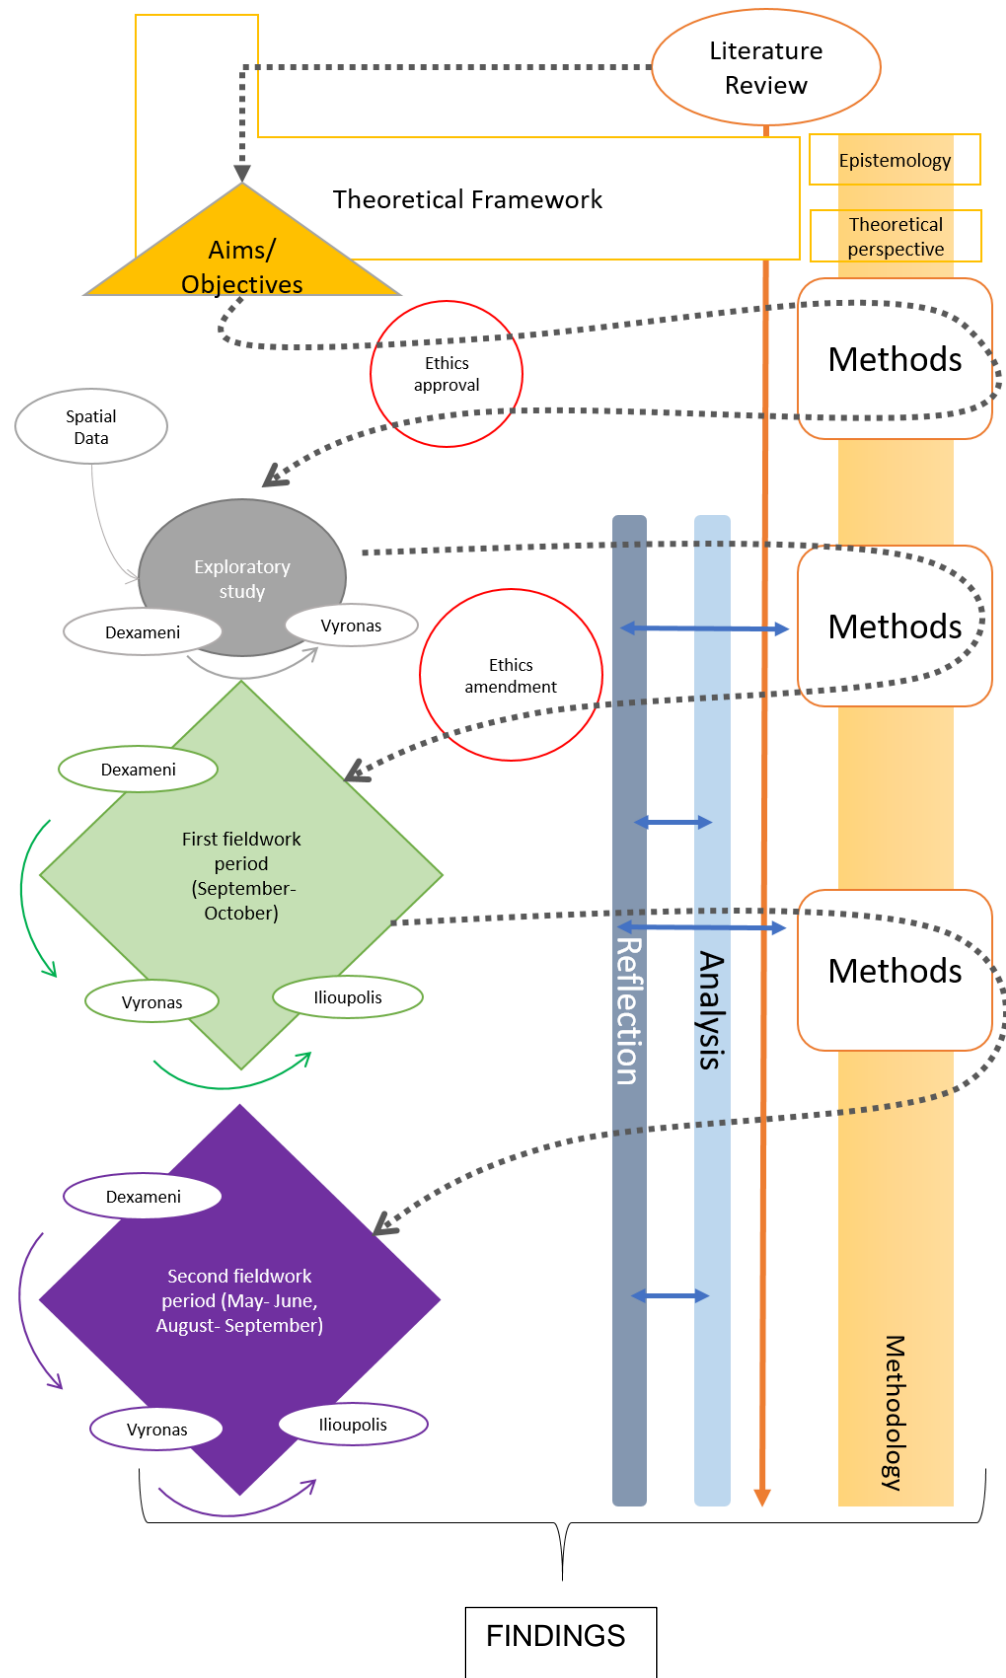 Literature
Review
Epistemology
Theoretical Framework
Theoretical
perspective
Aims/
Objectives
Ethics
approval
Methods
Spatial
Data
Exploratory
study
Dexameni
Vyronas
Methods
Ethics
amendment
Dexameni
First fieldwork
period
(September-
October)
Vyronas
Ilioupolis
Reflection
Analysis
Methods
Dexameni
Second fieldwork
period (May- June,
August- September)
Vyronas
Ilioupolis
Methodology
FINDINGS